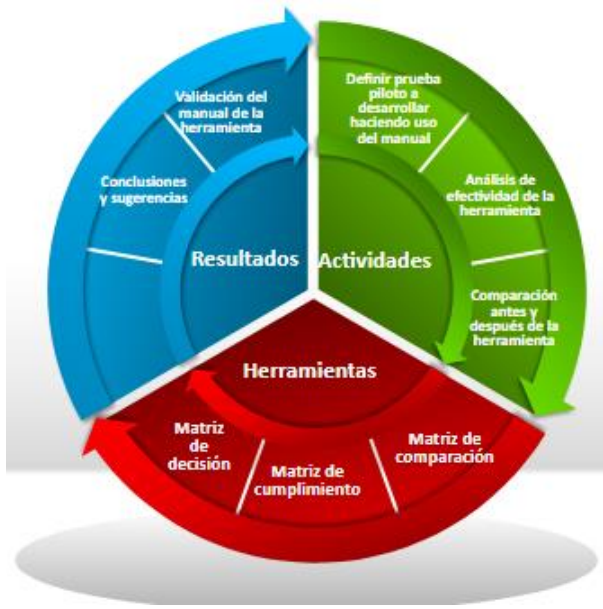 Validación del
manual de la
herramienta
Conclusiones
y sugerencias
Resultados
Definir prueba
piloto a
desarrollar
haciendo uso
del manual
Análisis de
efectividad de la
herramienta
Comparación
antes y
después de la
herramienta
Actividades
Herramientas
Matriz
de
decisión
Matriz de
cumplimiento
Matriz de
comparación